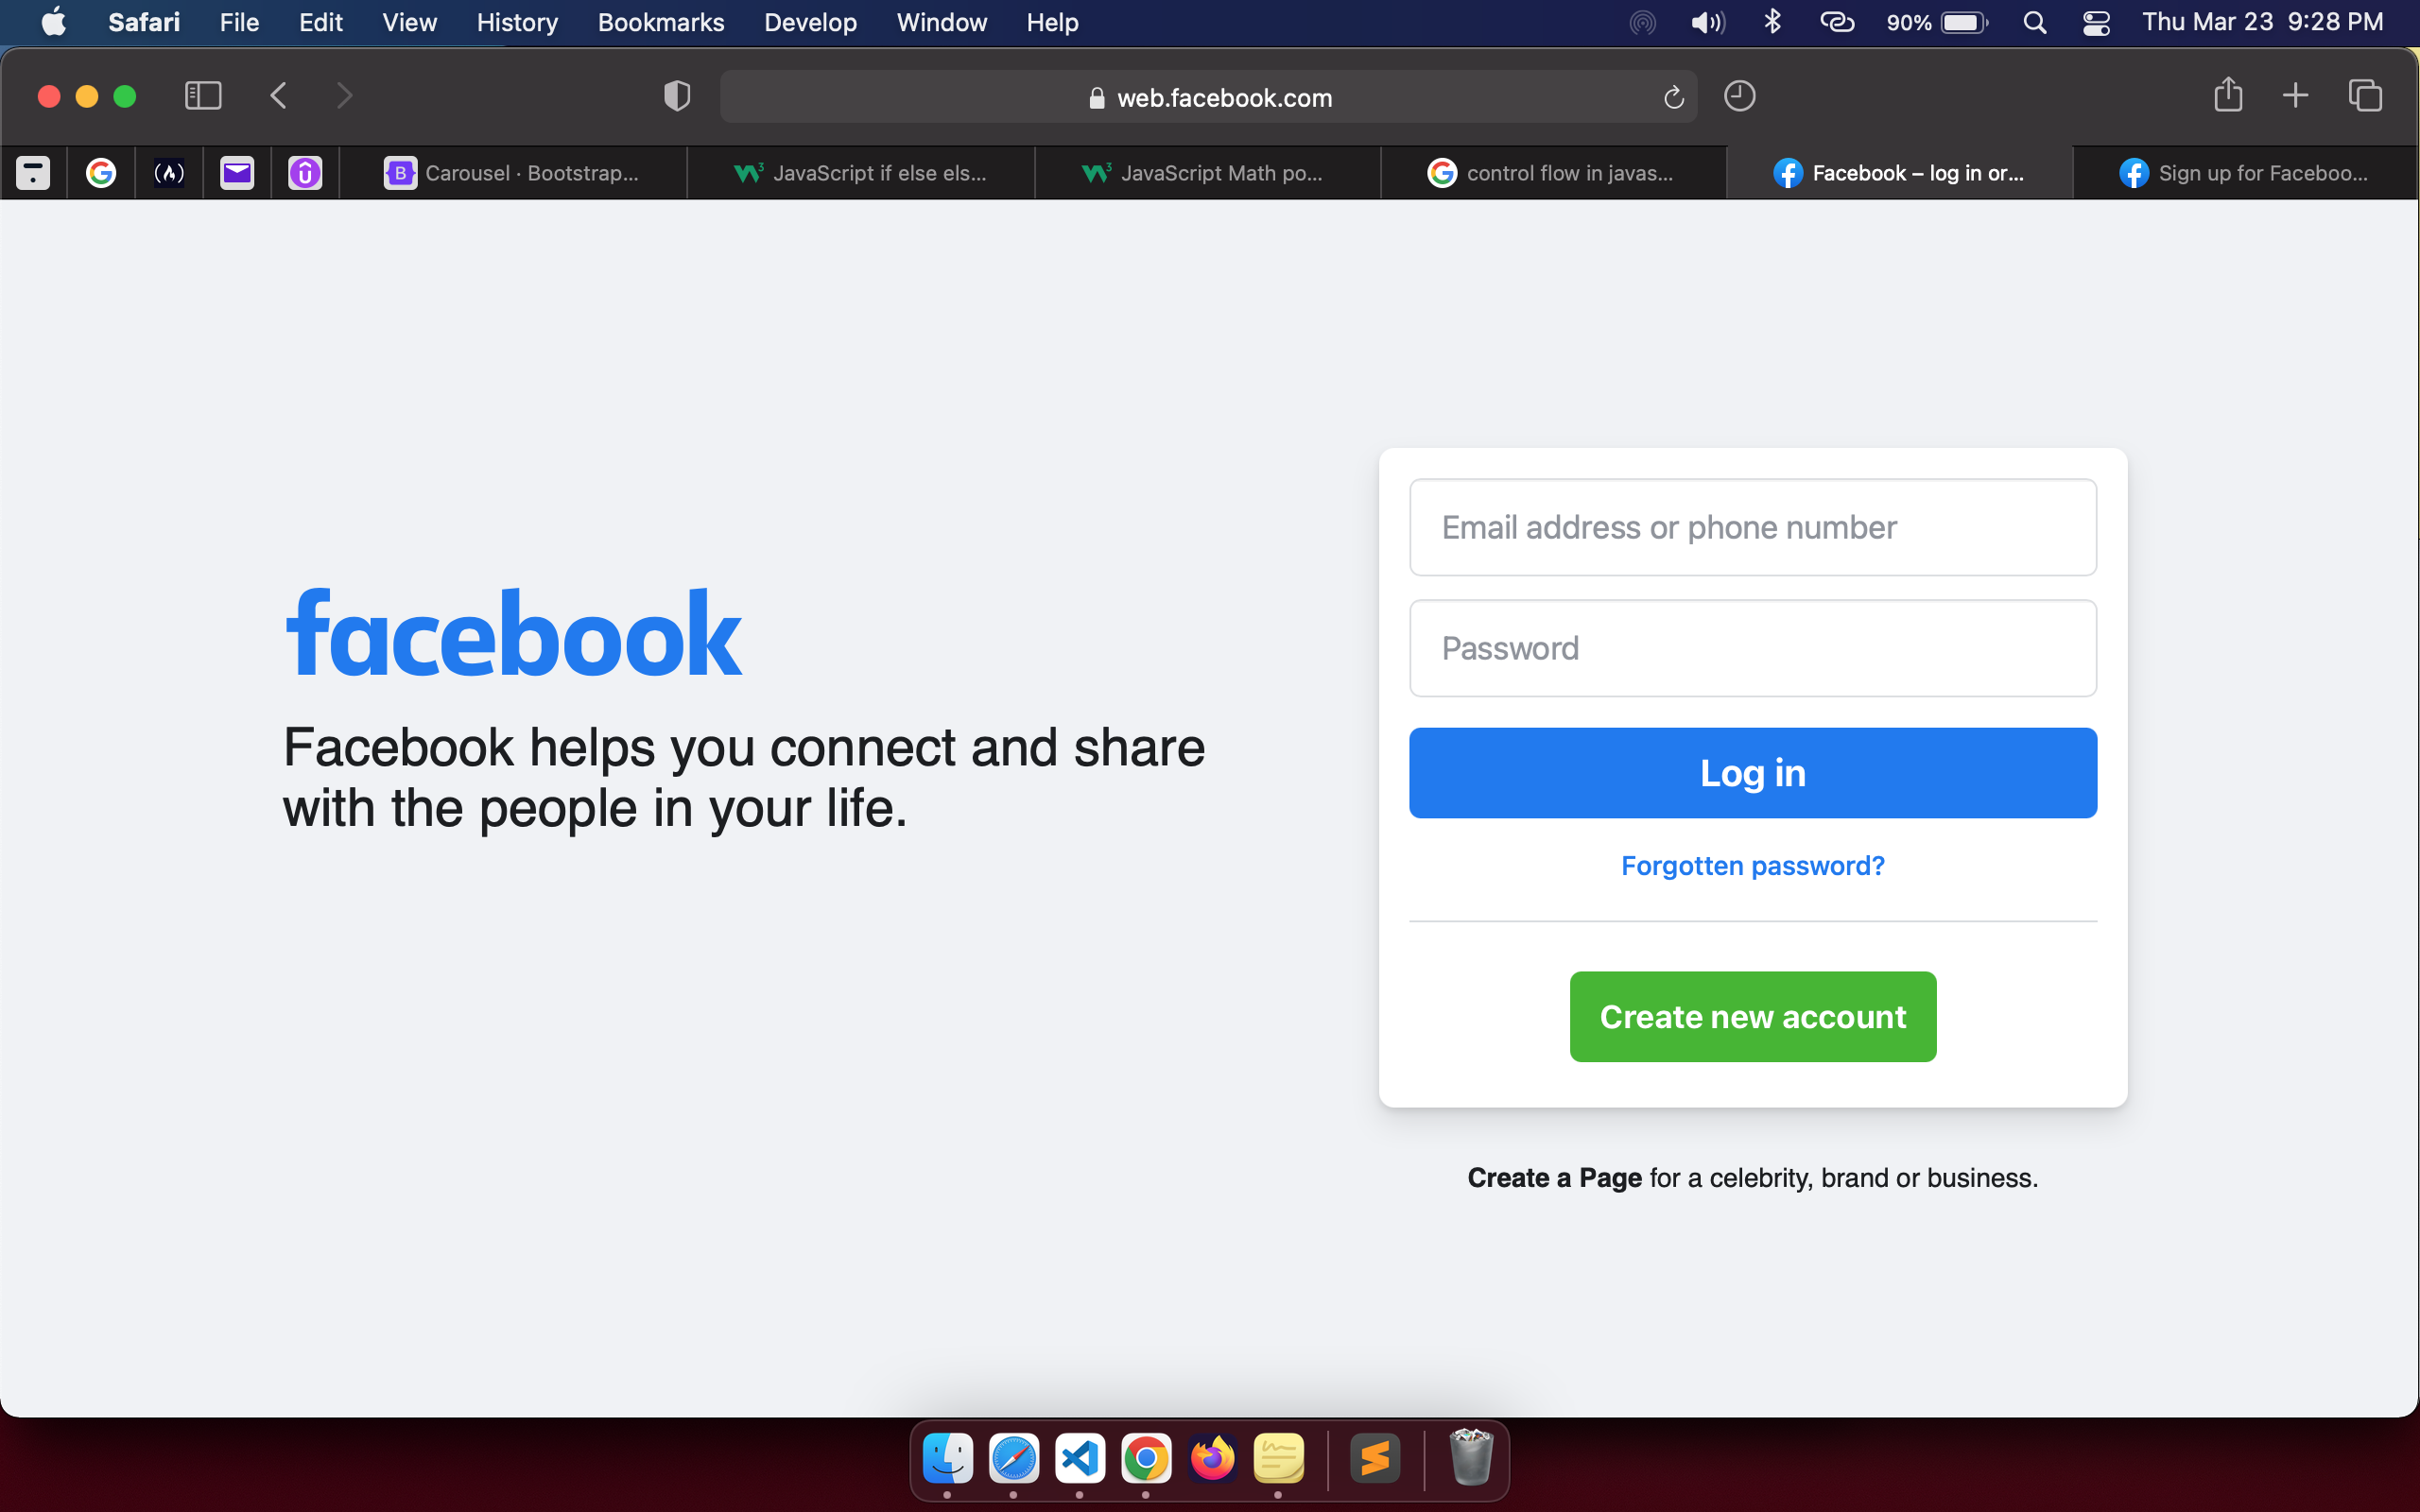 Safari File Edit View History Bookmarks Develop Window Help 90% Thu Mar 23 9:28 PM
web.facebook.com
Carousel · Bootstrap... JavaScript if else els... JavaScript Math po... control flow in javas... Facebook – log in or... Sign up for Faceboo...
Email address or phone number
facebook
Password
Facebook helps you connect and share
with the people in your life.
Log in
Forgotten password?
Create new account
Create a Page for a celebrity, brand or business.